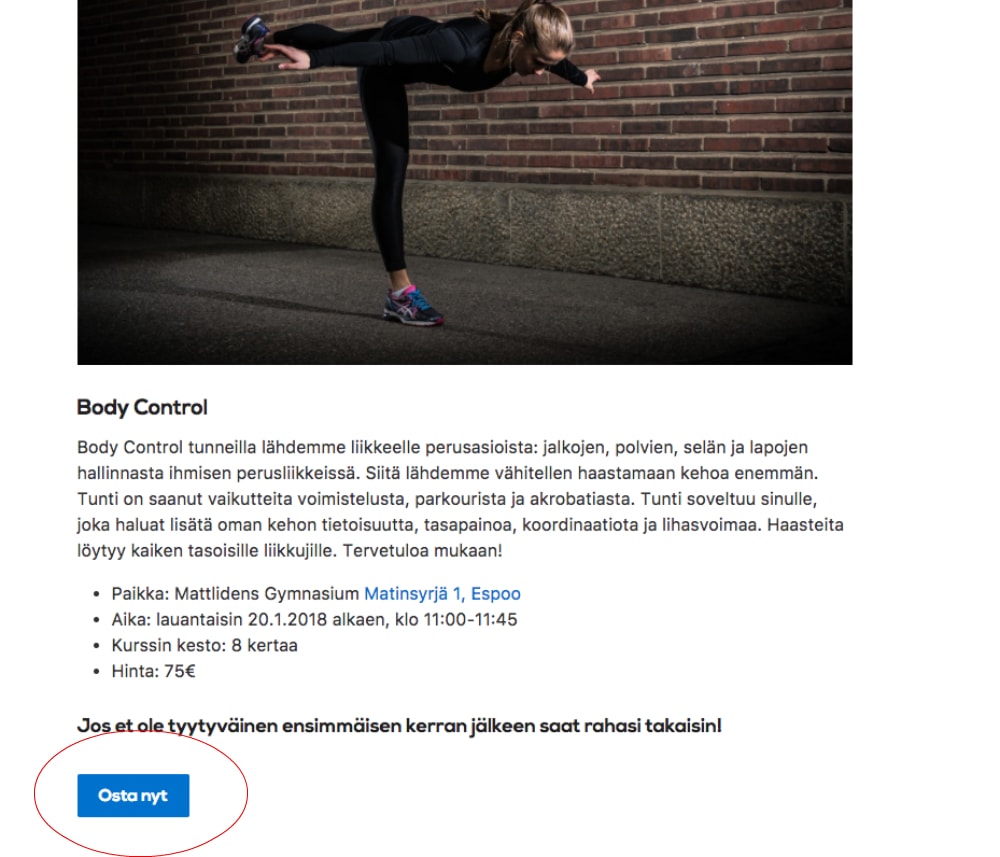 Body Control
Body Control tunneilla lähdemme liikkeelle perusasioista: jalkojen, polvien, selän ja lapojen
hallinnasta ihmisen perusliikkeissä. Siitä lähdemme vähitellen haastamaan kehoa enemmän.
Tunti on saanut vaikutteita voimistelusta, parkourista ja akrobatiasta. Tunti soveltuu sinulle,
joka haluat lisätä oman kehon tietoisuutta, tasapainoa, koordinaatiota ja lihasvoimaa. Haasteita
löytyy kaiken tasoisille liikkujille. Tervetuloa mukaan!
• Paikka: Mattlidens Gymnasium Matinsyrjä 1, Espoo
• Aika: lauantaisin 20.1.2018 alkaen, klo 11:00-11:45
• Kurssin kesto: 8 kertaa
• Hinta: 75€
Jos et ole tyytyväinen ensimmäisen kerran jälkeen saat rahasi takaisin!
Osta nyt